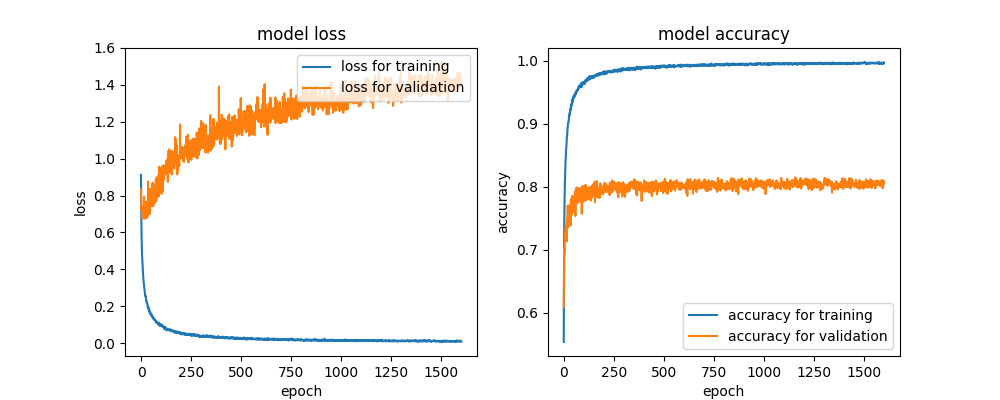 model loss
loss for training
loss for validation
1.6
1.4
1.2
1.0
0.8
0.6
0.4
0.2
0.0
loss
0 250 500 750 1000 1250 1500
epoch
model accuracy
1.0
0.9
0.8
0.7
0.6
accuracy
accuracy for training
accuracy for validation
0 250 500 750 1000 1250 1500
epoch